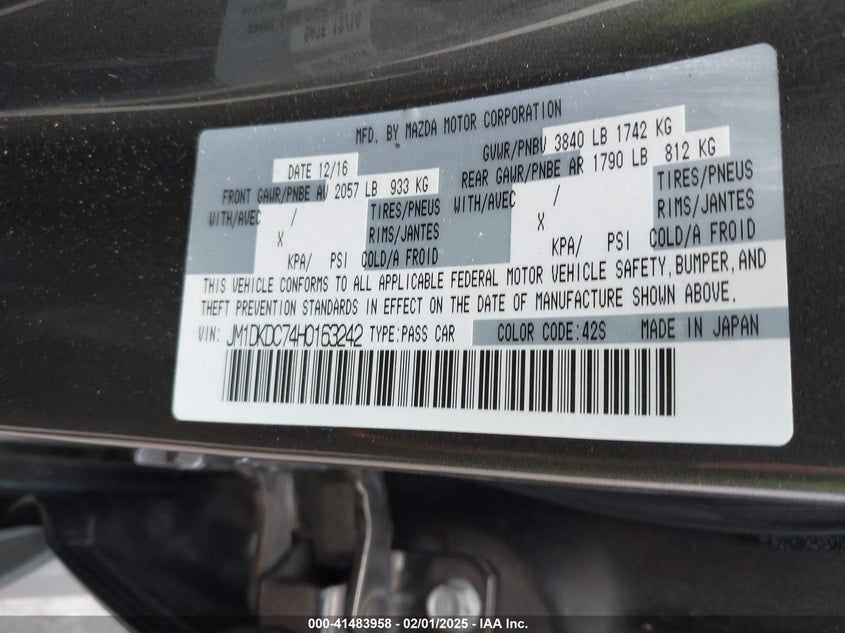 MFD. BY MAZDA MOTOR CORPORATION
DATE 12/16
GVWR/PNBV 3840 LB 1742 KG
FRONT GAWR/PNBE AV 2057 LB 933 KG
REAR GAWR/PNBE AR 1790 LB 812 KG
WITH/AVEC / TIRES/PNEUS
WITH/AVEC / TIRES/PNEUS
X RIMS/JANTES
X RIMS/JANTES
KPA/ PSI COLD/A FROID
KPA/ PSI COLD/A FROID
THIS VEHICLE CONFORMS TO ALL APPLICABLE FEDERAL MOTOR VEHICLE SAFETY, BUMPER, AND
THEFT PREVENTION STANDARDS IN EFFECT ON THE DATE OF MANUFACTURE SHOWN ABOVE.
VIN: JM1DKDC74H0163242 TYPE: PASS CAR COLOR CODE: 42S MADE IN JAPAN
000-41483958 - 02/01/2025 - IAA Inc.